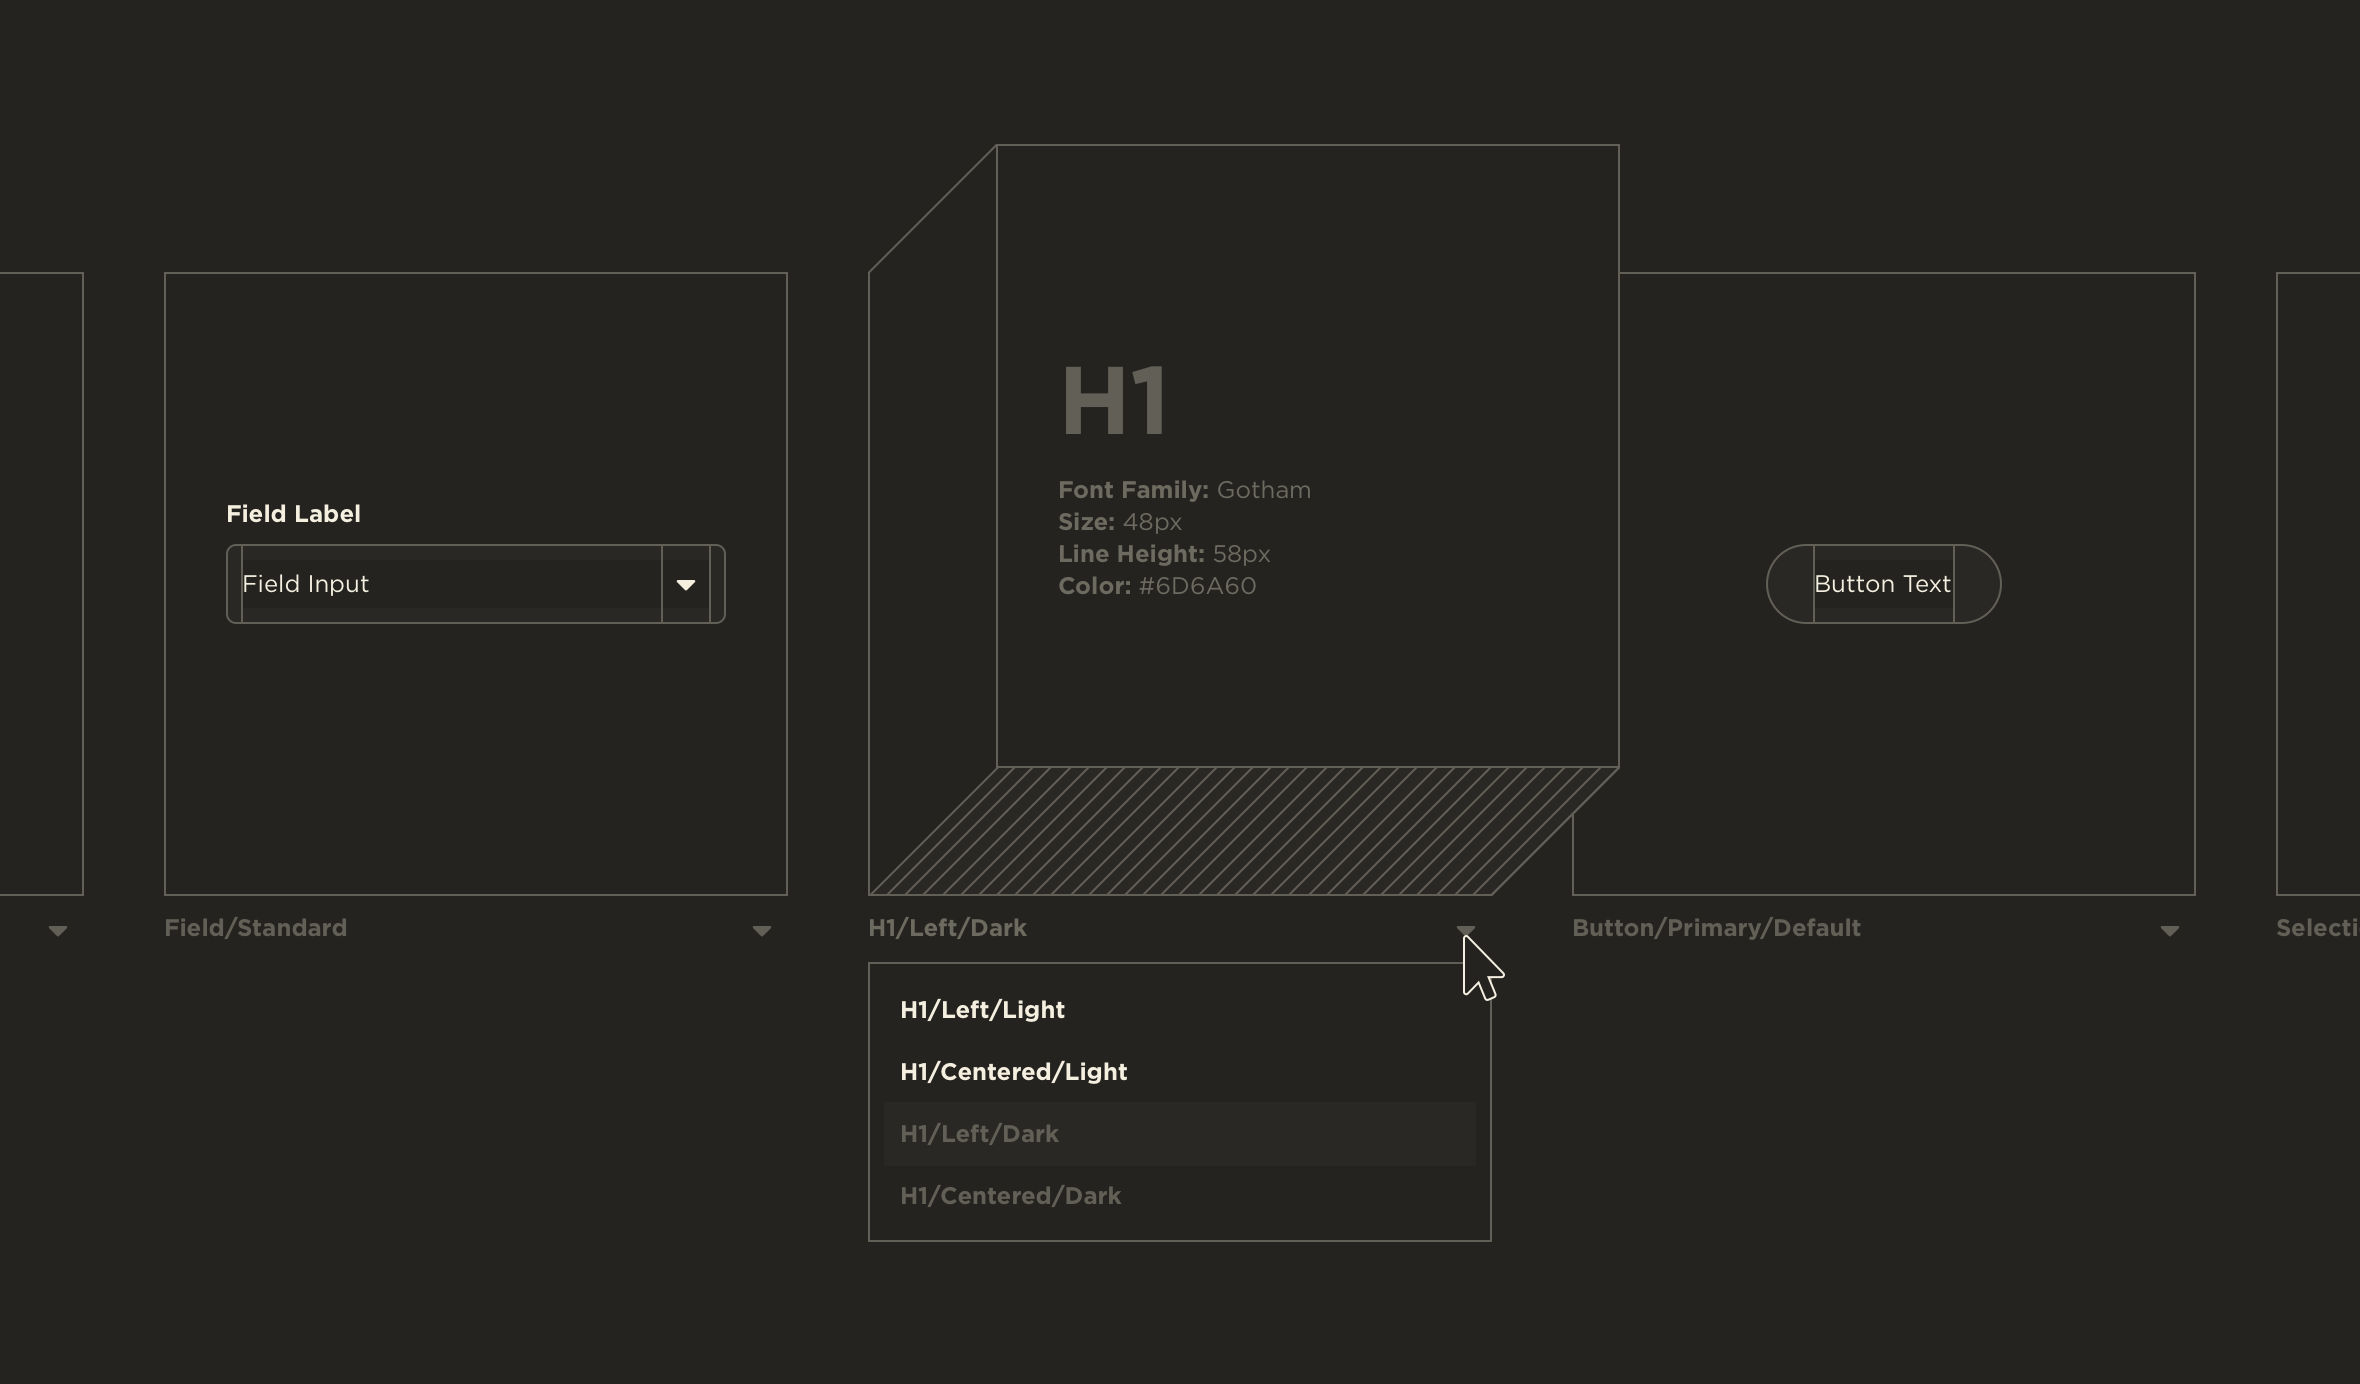 Field Label
Field Input
H1
Font Family: Gotham
Size: 48px
Line Height: 58px
Color: #6D6A60
Button Text
Field/Standard
H1/Left/Dark
Button/Primary/Default
Selecti
H1/Left/Light
H1/Centered/Light
H1/Left/Dark
H1/Centered/Dark